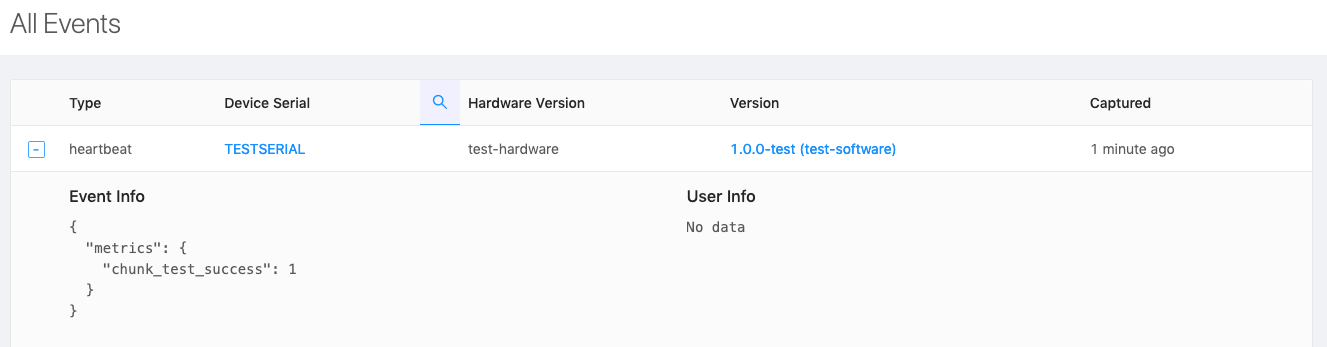 All Events
Type Device Serial Hardware Version Version Captured
heartbeat TESTSERIAL test-hardware 1.0.0-test (test-software) 1 minute ago
Event Info User Info
{ No data
"metrics": {
"chunk_test_success": 1
}
}